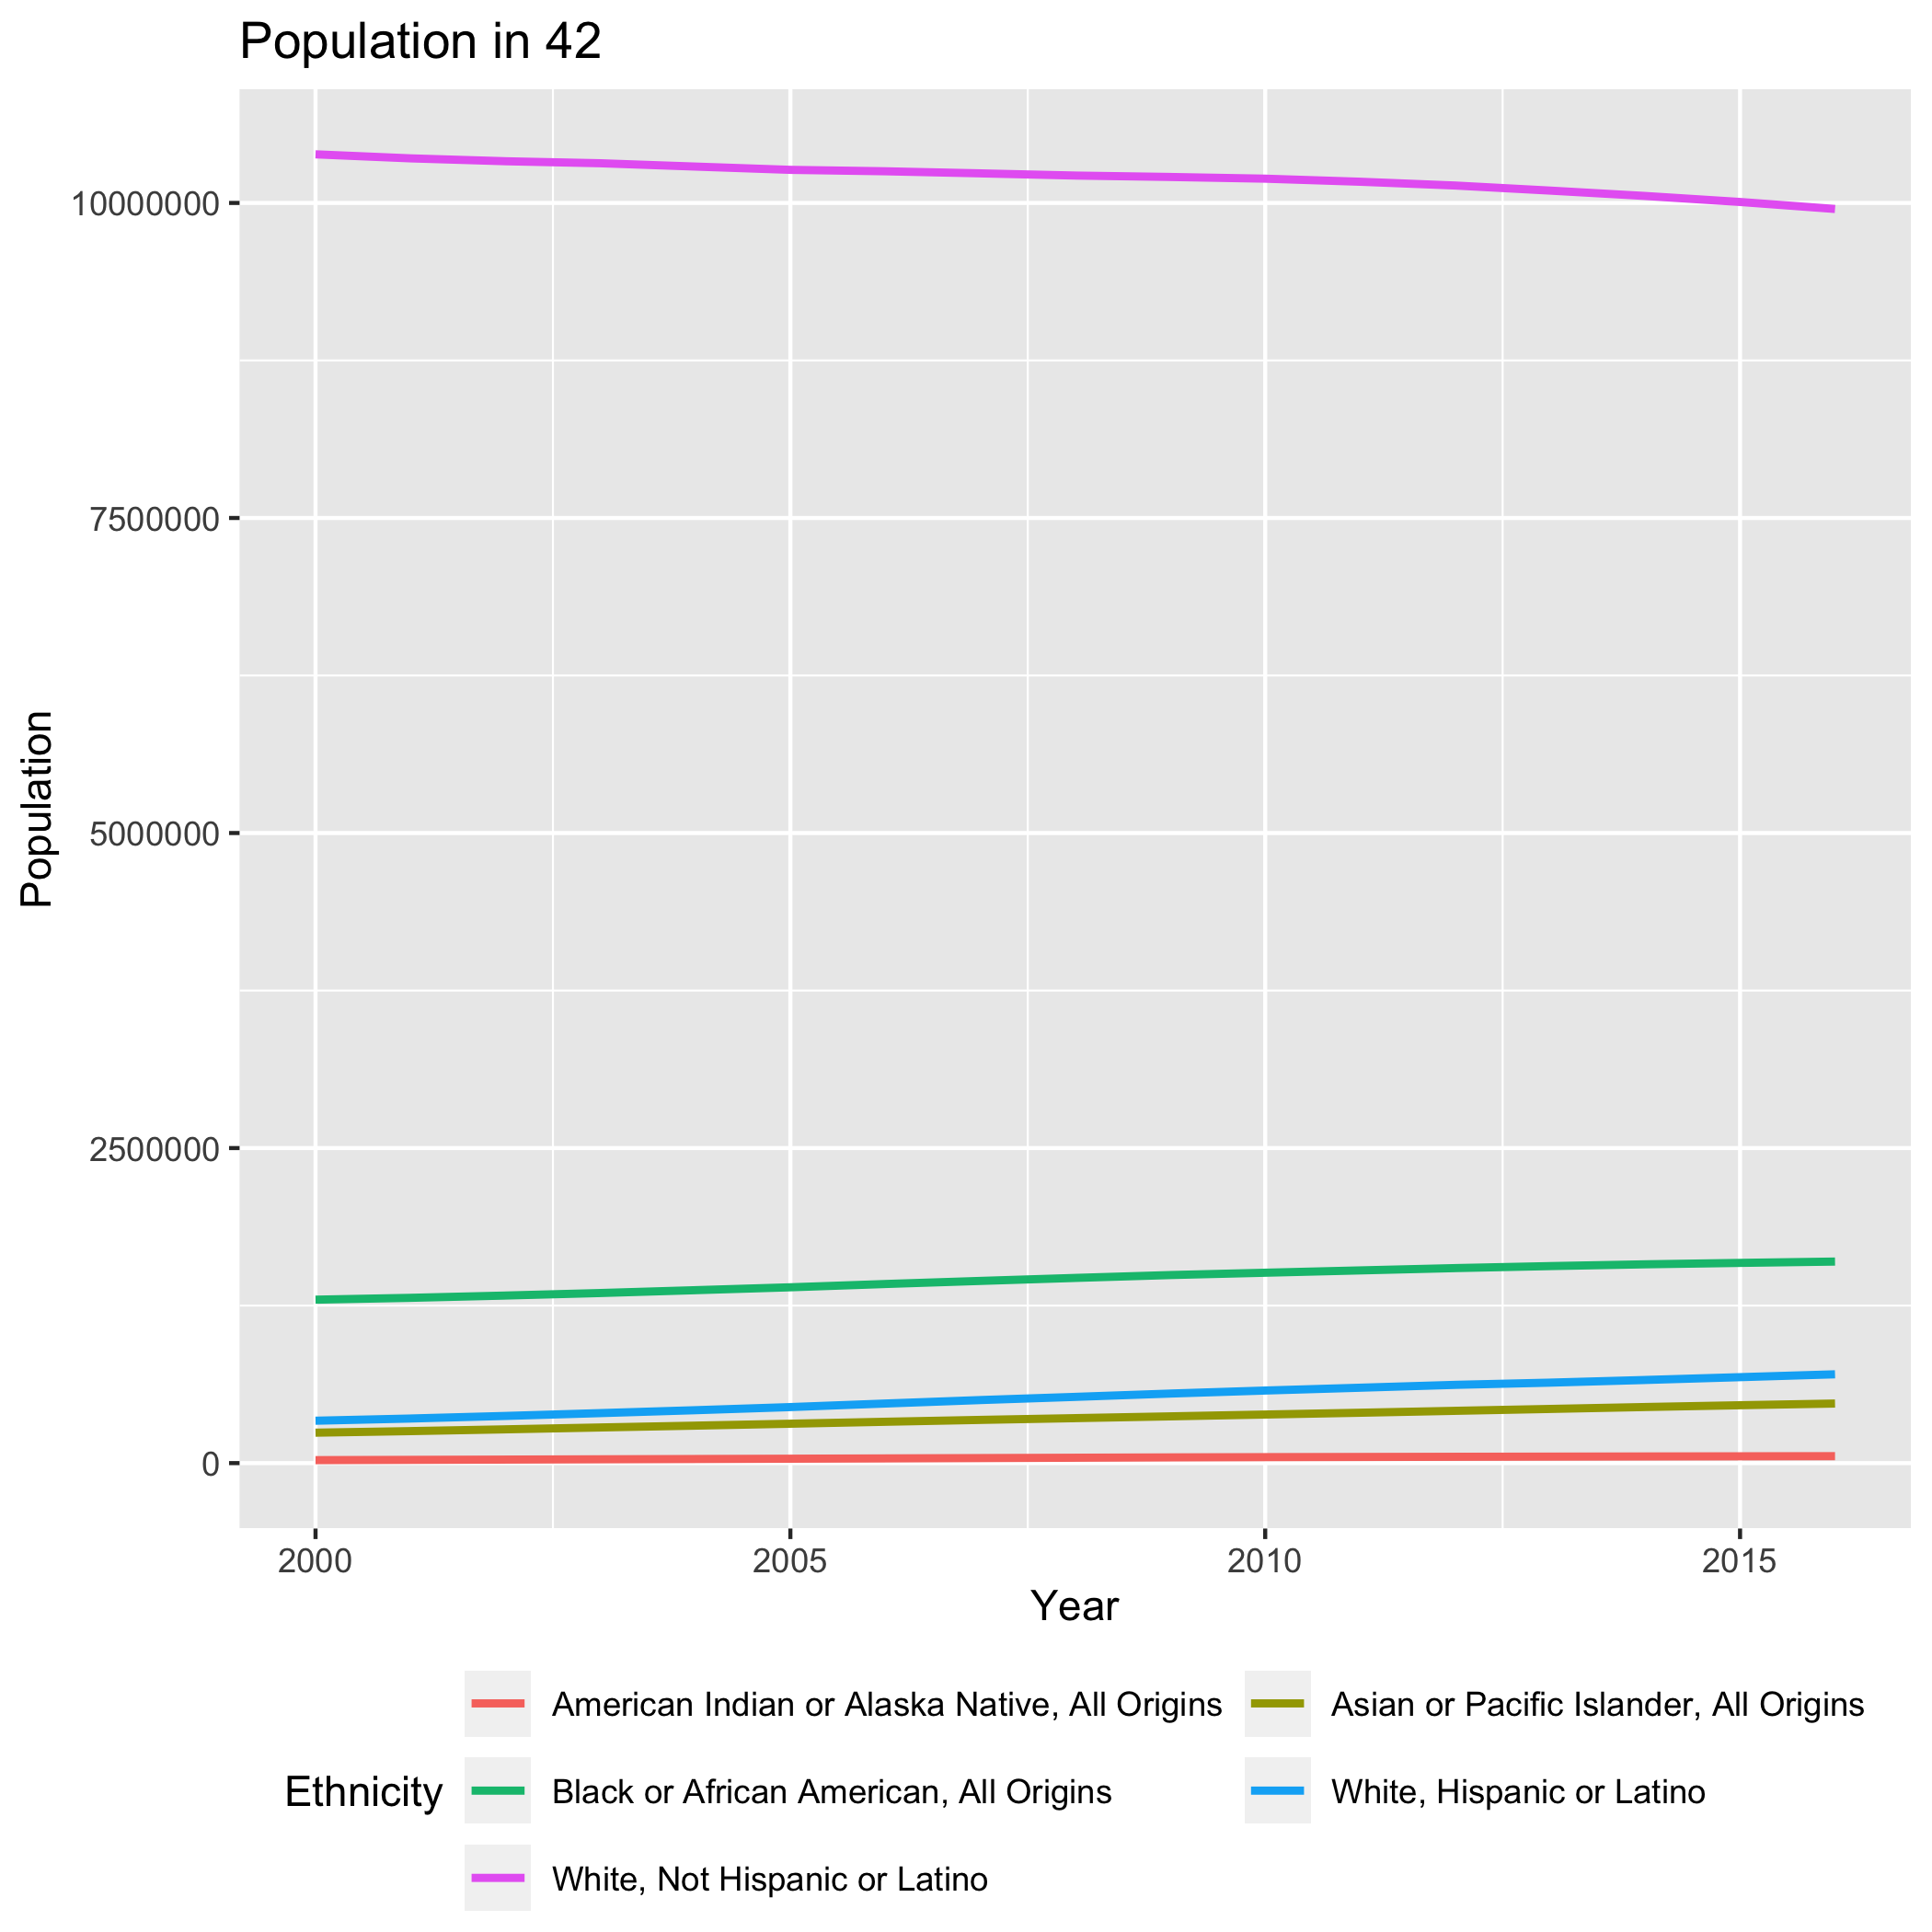 Population in 42
Population
10000000
7500000
5000000
2500000
0
2000 2005 2010 2015
Year
Ethnicity
American Indian or Alaska Native, All Origins
Asian or Pacific Islander, All Origins
Black or African American, All Origins
White, Hispanic or Latino
White, Not Hispanic or Latino